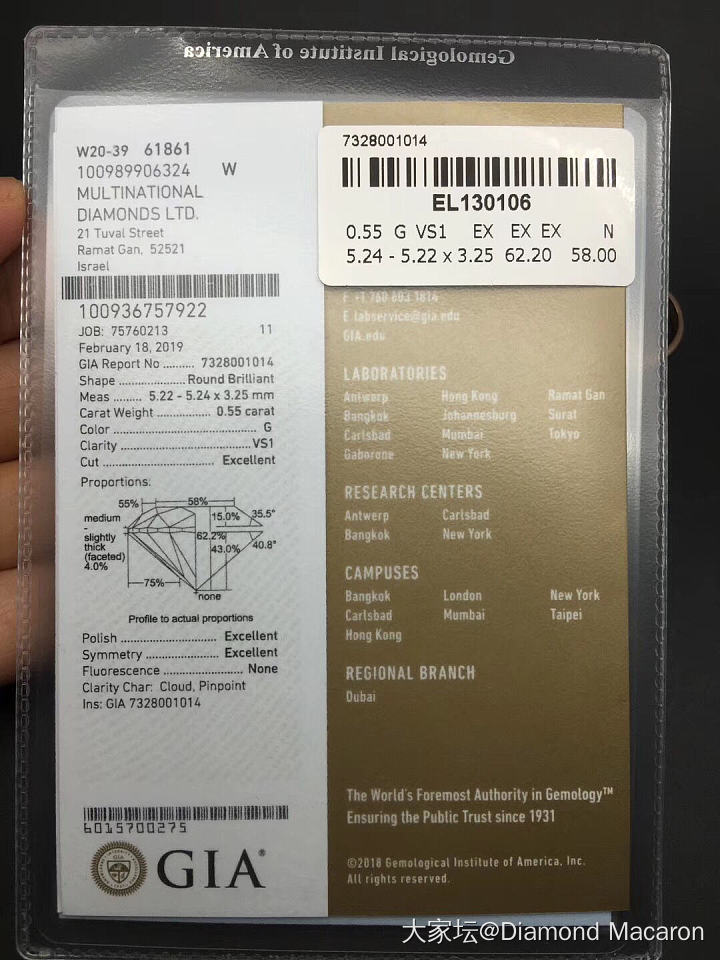 Gemological Institute of America
W20-39 61861
100989906324 W
MULTINATIONAL
DIAMONDS LTD.
21 Tuval Street
Ramat Gan, 52521
Israel
100936757922
JOB: 75760213 11
February 18, 2019
GIA Report No .......... 7328001014
Shape .................. Round Brilliant
Meas ........ 5.22 - 5.24 x 3.25 mm
Carat Weight ................ 0.55 carat
Color ........................................ G
Clarity .................................... VS1
Cut ................................ Excellent
Proportions:
55% 58%
medium
-
slightly
thick
(faceted)
4.0%
15.0% 35.5°
62.2%
43.0% 40.8°
75%
none
Profile to actual proportions
Polish ............................ Excellent
Symmetry ...................... Excellent
Fluorescence ....................... None
Clarity Char: Cloud, Pinpoint
Ins: GIA 7328001014
6015700275
GIA®
7328001014
EL130106
0.55 G VS1 EX EX EX N
5.24 - 5.22 x 3.25 62.20 58.00
F +1 760 603 1814
E labservice@gia.edu
GIA.edu
LABORATORIES
Antwerp Hong Kong Ramat Gan
Bangkok Johannesburg Surat
Carlsbad Mumbai Tokyo
Gaborone New York
RESEARCH CENTERS
Antwerp Carlsbad
Bangkok New York
CAMPUSES
Bangkok London New York
Carlsbad Mumbai Taipei
Hong Kong
REGIONAL BRANCH
Dubai
The World's Foremost Authority in Gemology™
Ensuring the Public Trust since 1931
©2018 Gemological Institute of America, Inc.
All rights reserved.
大家坛@Diamond Macaron